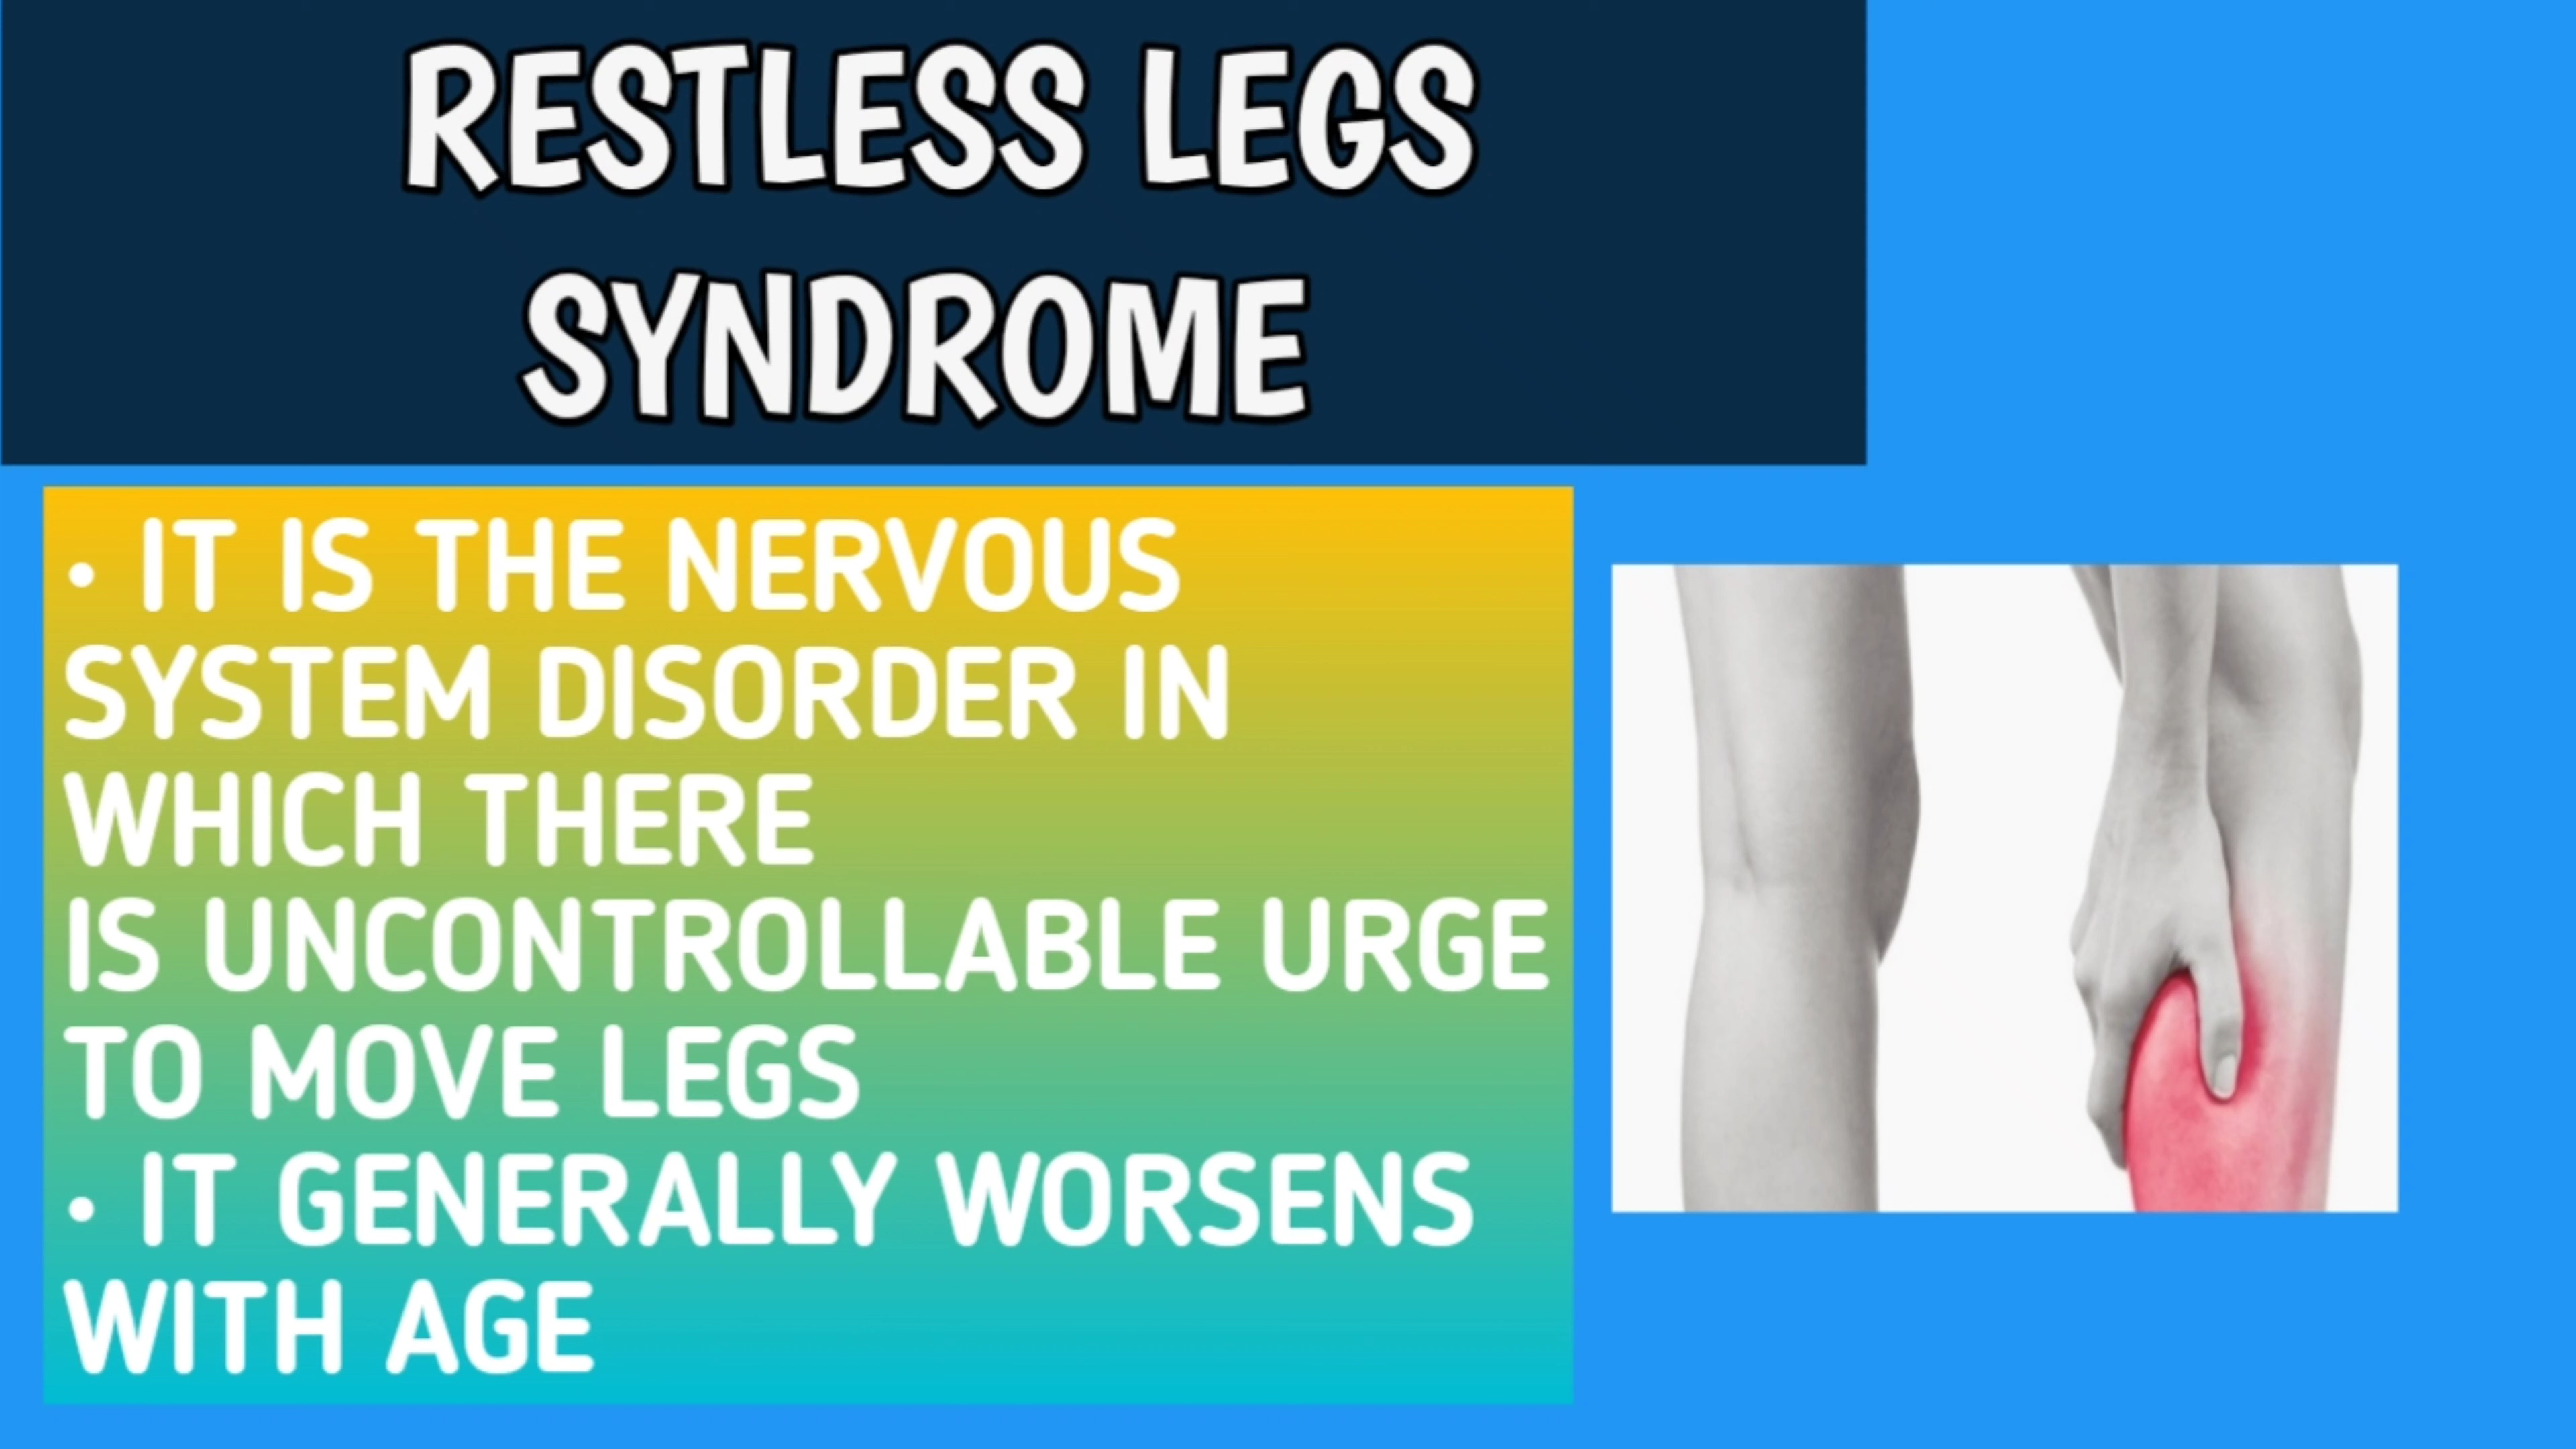 RESTLESS LEGS
SYNDROME
• IT IS THE NERVOUS
SYSTEM DISORDER IN
WHICH THERE
IS UNCONTROLLABLE URGE
TO MOVE LEGS
• IT GENERALLY WORSENS
WITH AGE